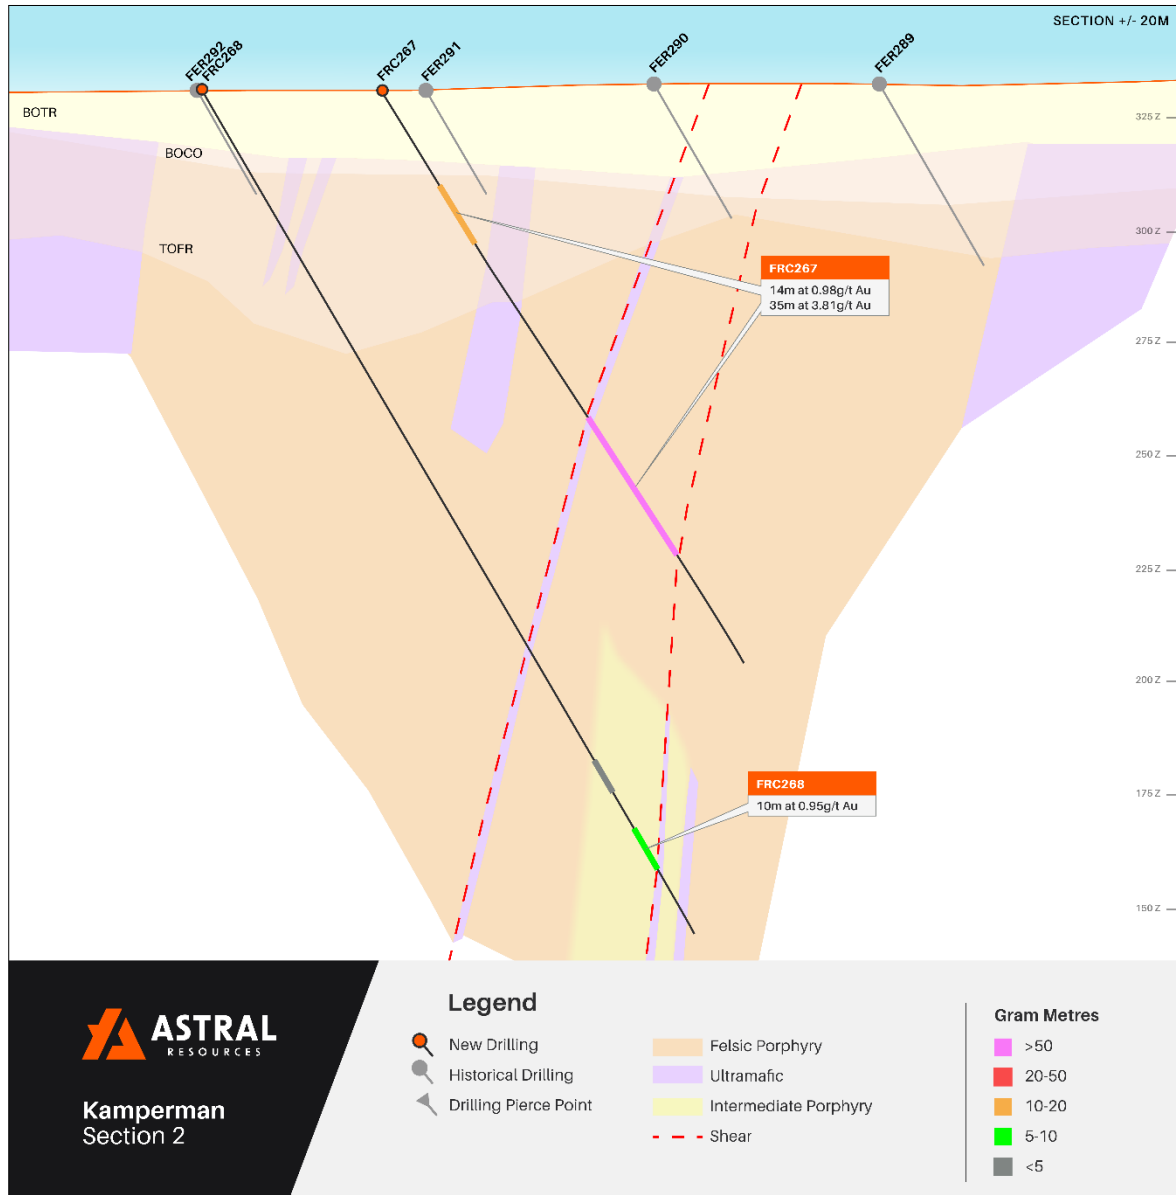 SECTION +/- 20M
FER292
FRC268
FRC267
FER291
FER290
FER289
BOTR
BOCO
TOFR
325 Z
300 Z
275 Z
250 Z
225 Z
200 Z
175 Z
150 Z
FRC267
14m at 0.98g/t Au
35m at 3.81g/t Au
FRC268
10m at 0.95g/t Au
ASTRAL
RESOURCES
Kamperman
Section 2
Legend
New Drilling
Historical Drilling
Drilling Pierce Point
Felsic Porphyry
Ultramafic
Intermediate Porphyry
Shear
Gram Metres
>50
20-50
10-20
5-10
<5